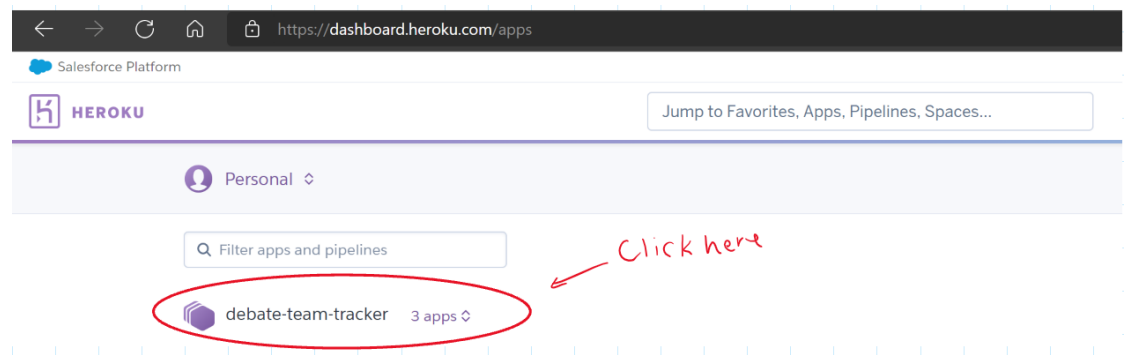 https://dashboard.heroku.com/apps
Salesforce Platform
HEROKU
Jump to Favorites, Apps, Pipelines, Spaces...
Personal
Filter apps and pipelines
Click here
debate-team-tracker 3 apps